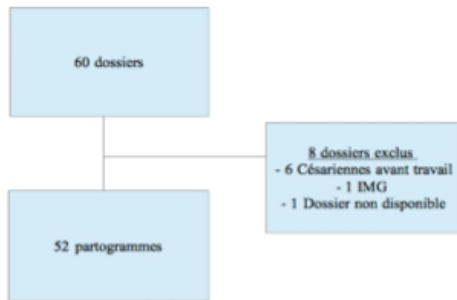 60 dossiers
8 dossiers exclus
- 6 Césariennes avant travail
- 1 IMG
- 1 Dossier non disponible
52 partogrammes